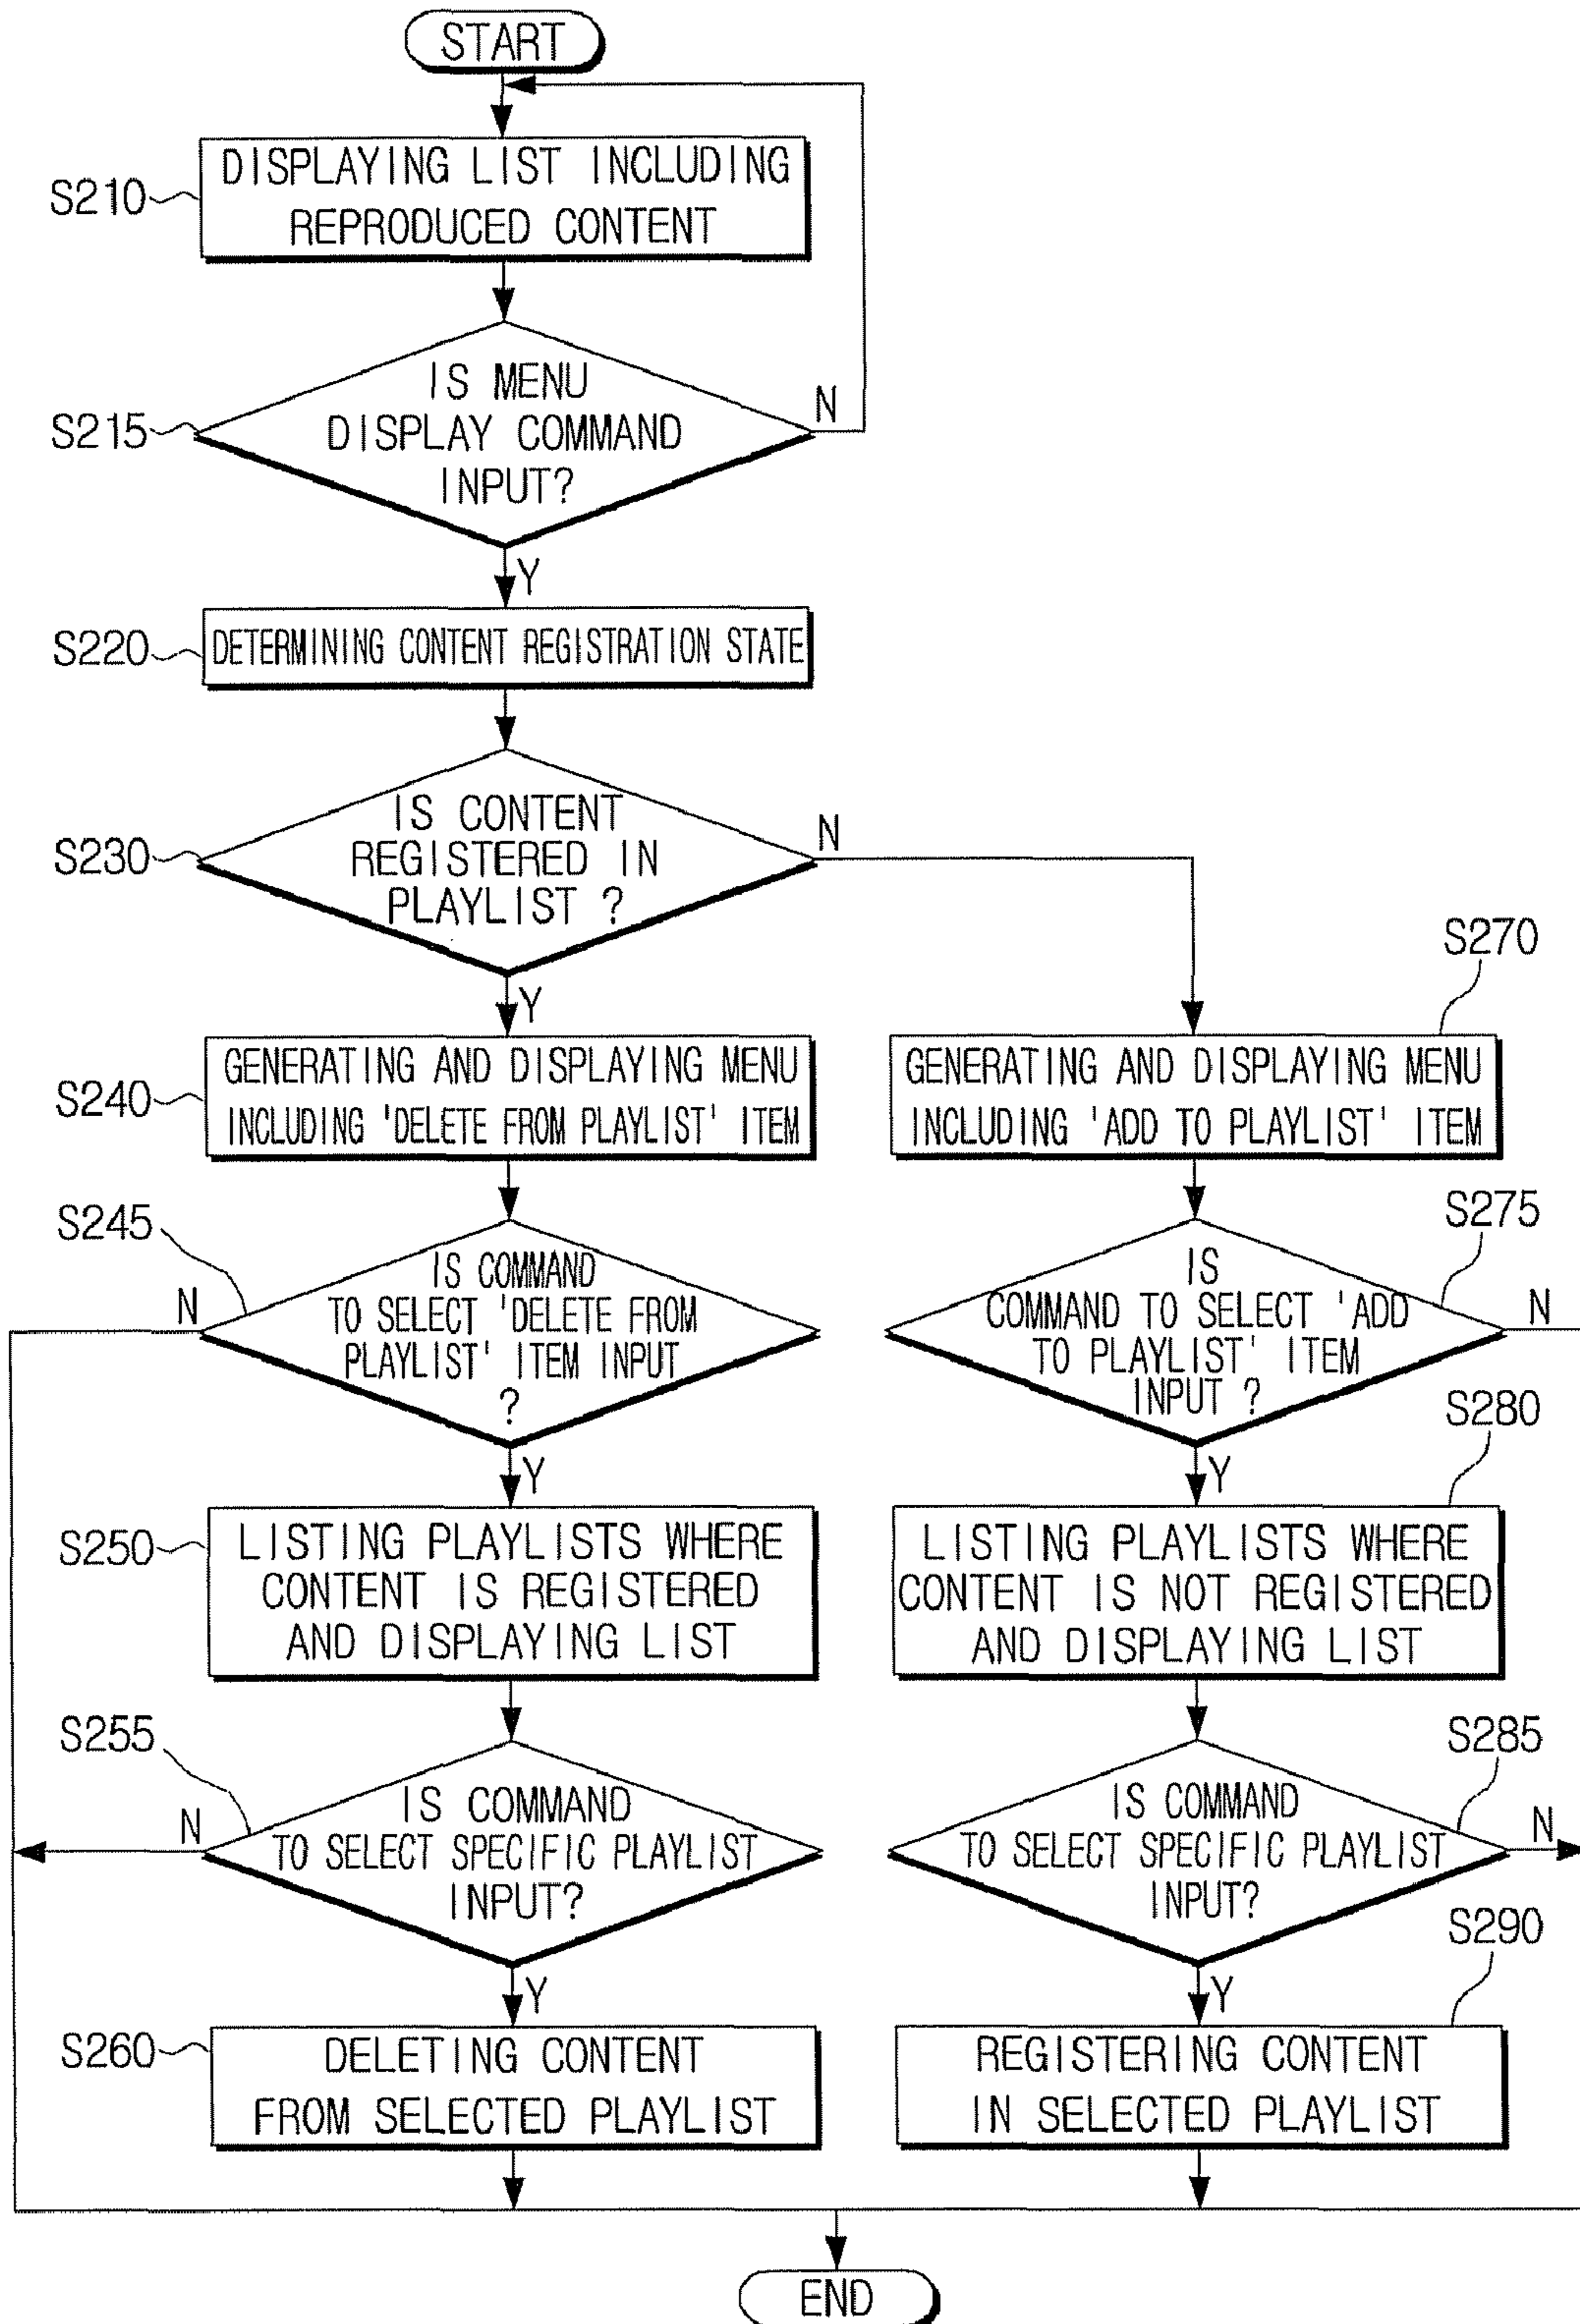 START
S210
DISPLAYING LIST INCLUDING
REPRODUCED CONTENT
S215
IS MENU
DISPLAY COMMAND
INPUT?
N
Y
S220
DETERMINING CONTENT REGISTRATION STATE
S230
IS CONTENT
REGISTERED IN
PLAYLIST ?
N
Y
S240
GENERATING AND DISPLAYING MENU
INCLUDING 'DELETE FROM PLAYLIST' ITEM
S270
GENERATING AND DISPLAYING MENU
INCLUDING 'ADD TO PLAYLIST' ITEM
S245
N
IS COMMAND
TO SELECT 'DELETE FROM
PLAYLIST' ITEM INPUT
?
Y
S275
IS
COMMAND TO SELECT 'ADD
TO PLAYLIST' ITEM
INPUT ?
N
Y
S250
LISTING PLAYLISTS WHERE
CONTENT IS REGISTERED
AND DISPLAYING LIST
S280
LISTING PLAYLISTS WHERE
CONTENT IS NOT REGISTERED
AND DISPLAYING LIST
S255
N
IS COMMAND
TO SELECT SPECIFIC PLAYLIST
INPUT?
Y
S285
IS COMMAND
TO SELECT SPECIFIC PLAYLIST
INPUT?
N
Y
S260
DELETING CONTENT
FROM SELECTED PLAYLIST
S290
REGISTERING CONTENT
IN SELECTED PLAYLIST
END